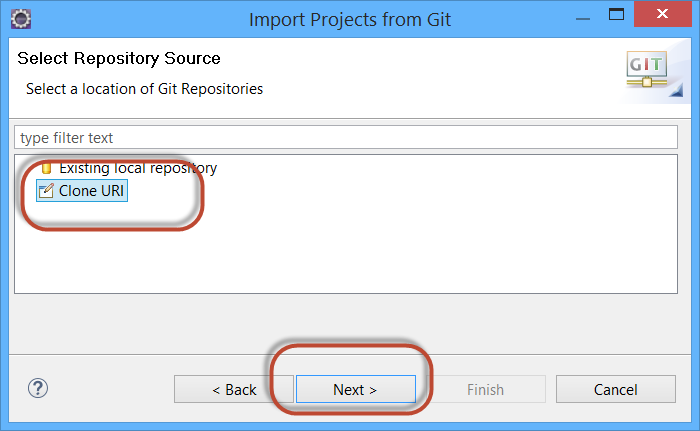 Import Projects from Git
Select Repository Source
Select a location of Git Repositories
GIT
type filter text
Existing local repository
Clone URI
?
< Back
Next >
Finish
Cancel